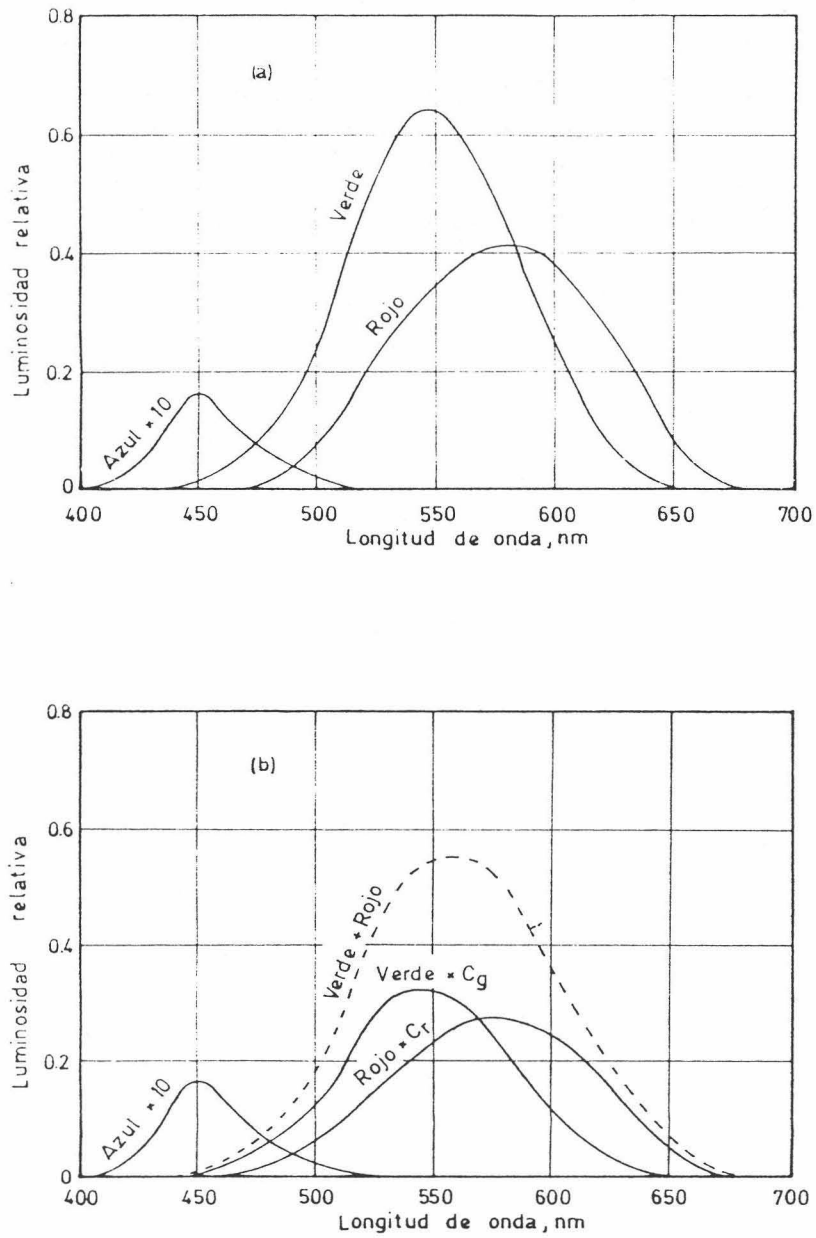 0.8
(a)
0.6
Verde
0.4
Rojo
Luminosidad relativa
0.2
Azul × 10
0
400 450 500 550 600 650 700
Longitud de onda, nm
0.8
(b)
0.6
Verde + Rojo
0.4
Verde × Cg
Luminosidad relativa
0.2
Rojo × Cr
Azul × 10
0
400 450 500 550 600 650 700
Longitud de onda, nm